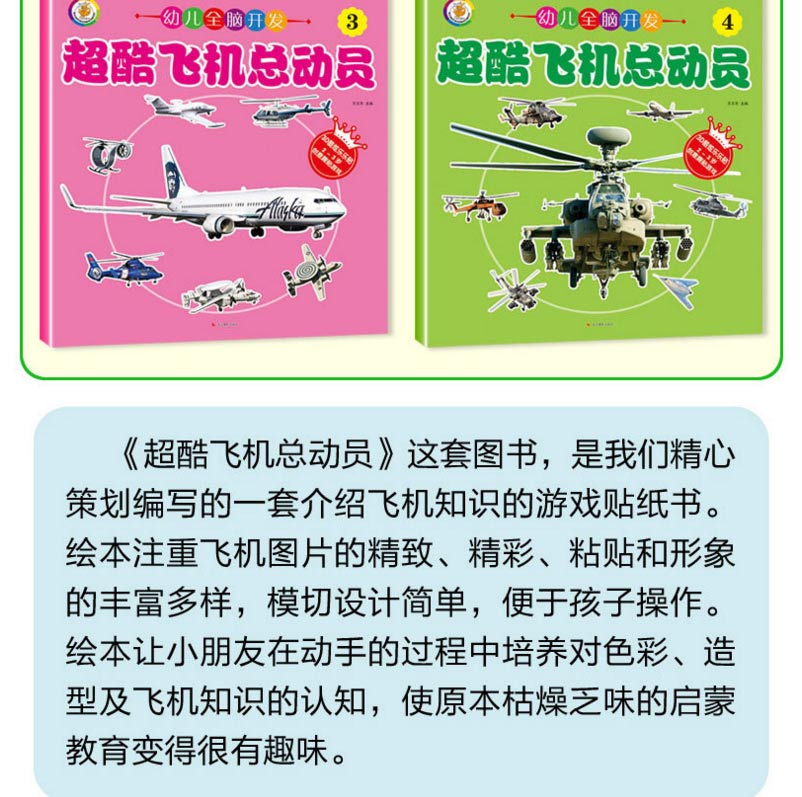 幼儿全脑开发
3
超酷飞机总动员
2-3岁
Alaska
幼儿全脑开发
4
超酷飞机总动员
2-3岁
《超酷飞机总动员》这套图书，是我们精心
策划编写的一套介绍飞机知识的游戏贴纸书。
绘本注重飞机图片的精致、精彩、粘贴和形象
的丰富多样，模切设计简单，便于孩子操作。
绘本让小朋友在动手的过程中培养对色彩、造
型及飞机知识的认知，使原本枯燥乏味的启蒙
教育变得很有趣味。